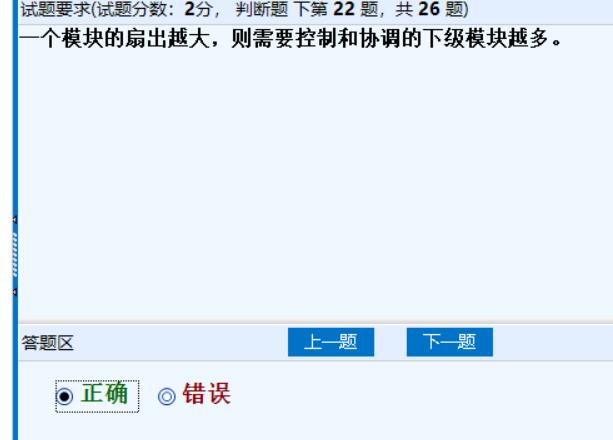 试题要求(试题分数：2分， 判断题 下第 22 题，共 26 题)
一个模块的扇出越大，则需要控制和协调的下级模块越多。
答题区
上一题
下一题
正确
错误